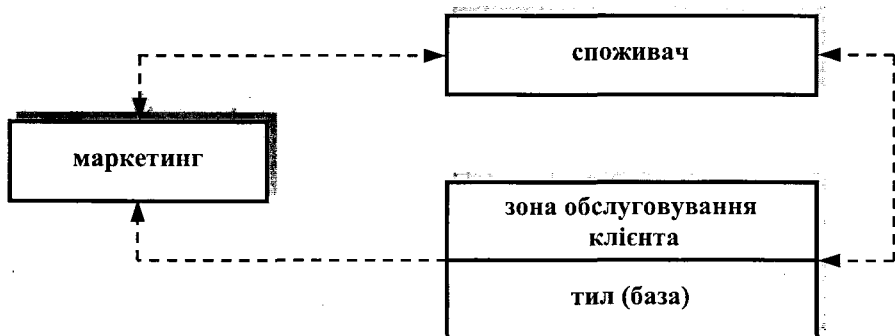 споживач
маркетинг
зона обслуговування
клієнта
тил (база)